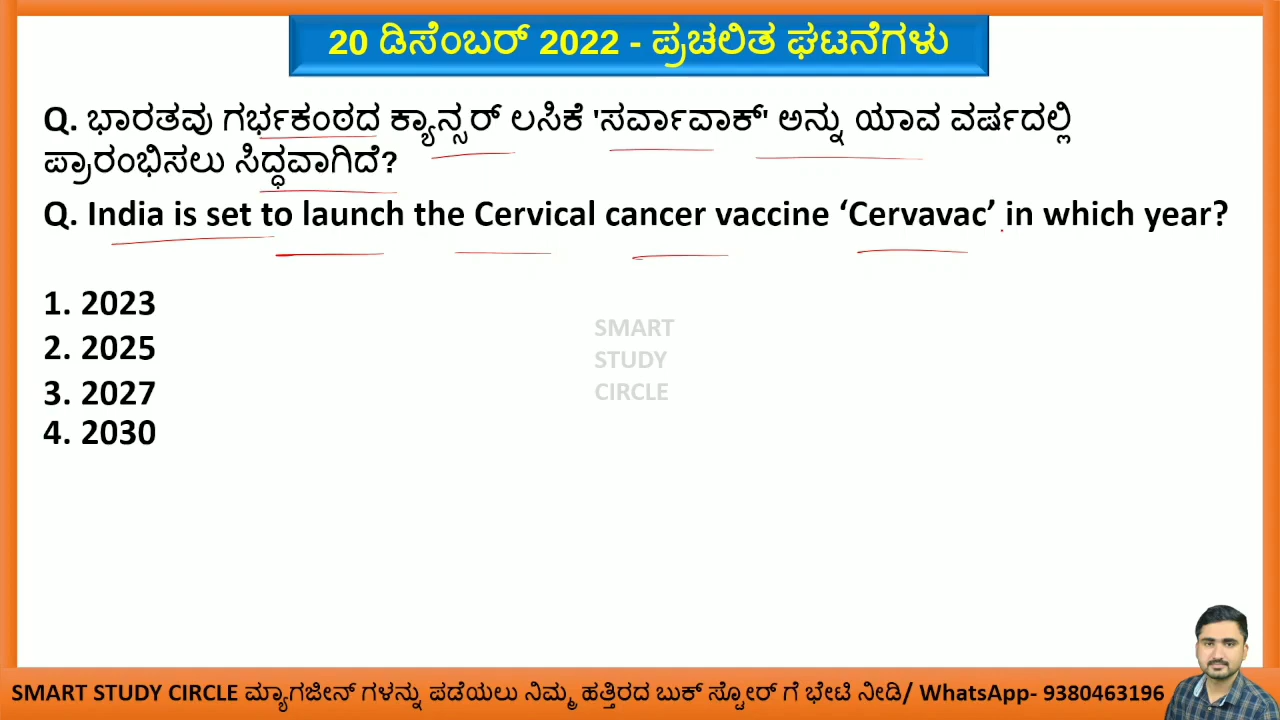 20 ಡಿಸೆಂಬರ್ 2022 - ಪ್ರಚಲಿತ ಘಟನೆಗಳು
Q. ಭಾರತವು ಗರ್ಭಕಂಠದ ಕ್ಯಾನ್ಸರ್ ಲಸಿಕೆ 'ಸರ್ವಾವಾಕ್' ಅನ್ನು ಯಾವ ವರ್ಷದಲ್ಲಿ
ಪ್ರಾರಂಭಿಸಲು ಸಿದ್ಧವಾಗಿದೆ?
Q. India is set to launch the Cervical cancer vaccine ‘Cervavac’ in which year?
1. 2023
2. 2025
3. 2027
4. 2030
SMART
STUDY
CIRCLE
SMART STUDY CIRCLE ಮ್ಯಾಗಜೀನ್ ಗಳನ್ನು ಪಡೆಯಲು ನಿಮ್ಮ ಹತ್ತಿರದ ಬುಕ್ ಸ್ಟೋರ್ ಗೆ ಭೇಟಿ ನೀಡಿ/ WhatsApp- 9380463196